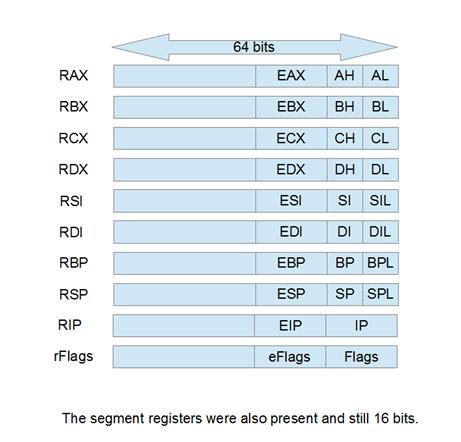 64 bits
RAX EAX AH AL
RBX EBX BH BL
RCX ECX CH CL
RDX EDX DH DL
RSI ESI SI SIL
RDI EDI DI DIL
RBP EBP BP BPL
RSP ESP SP SPL
RIP EIP IP
rFlags eFlags Flags
The segment registers were also present and still 16 bits.